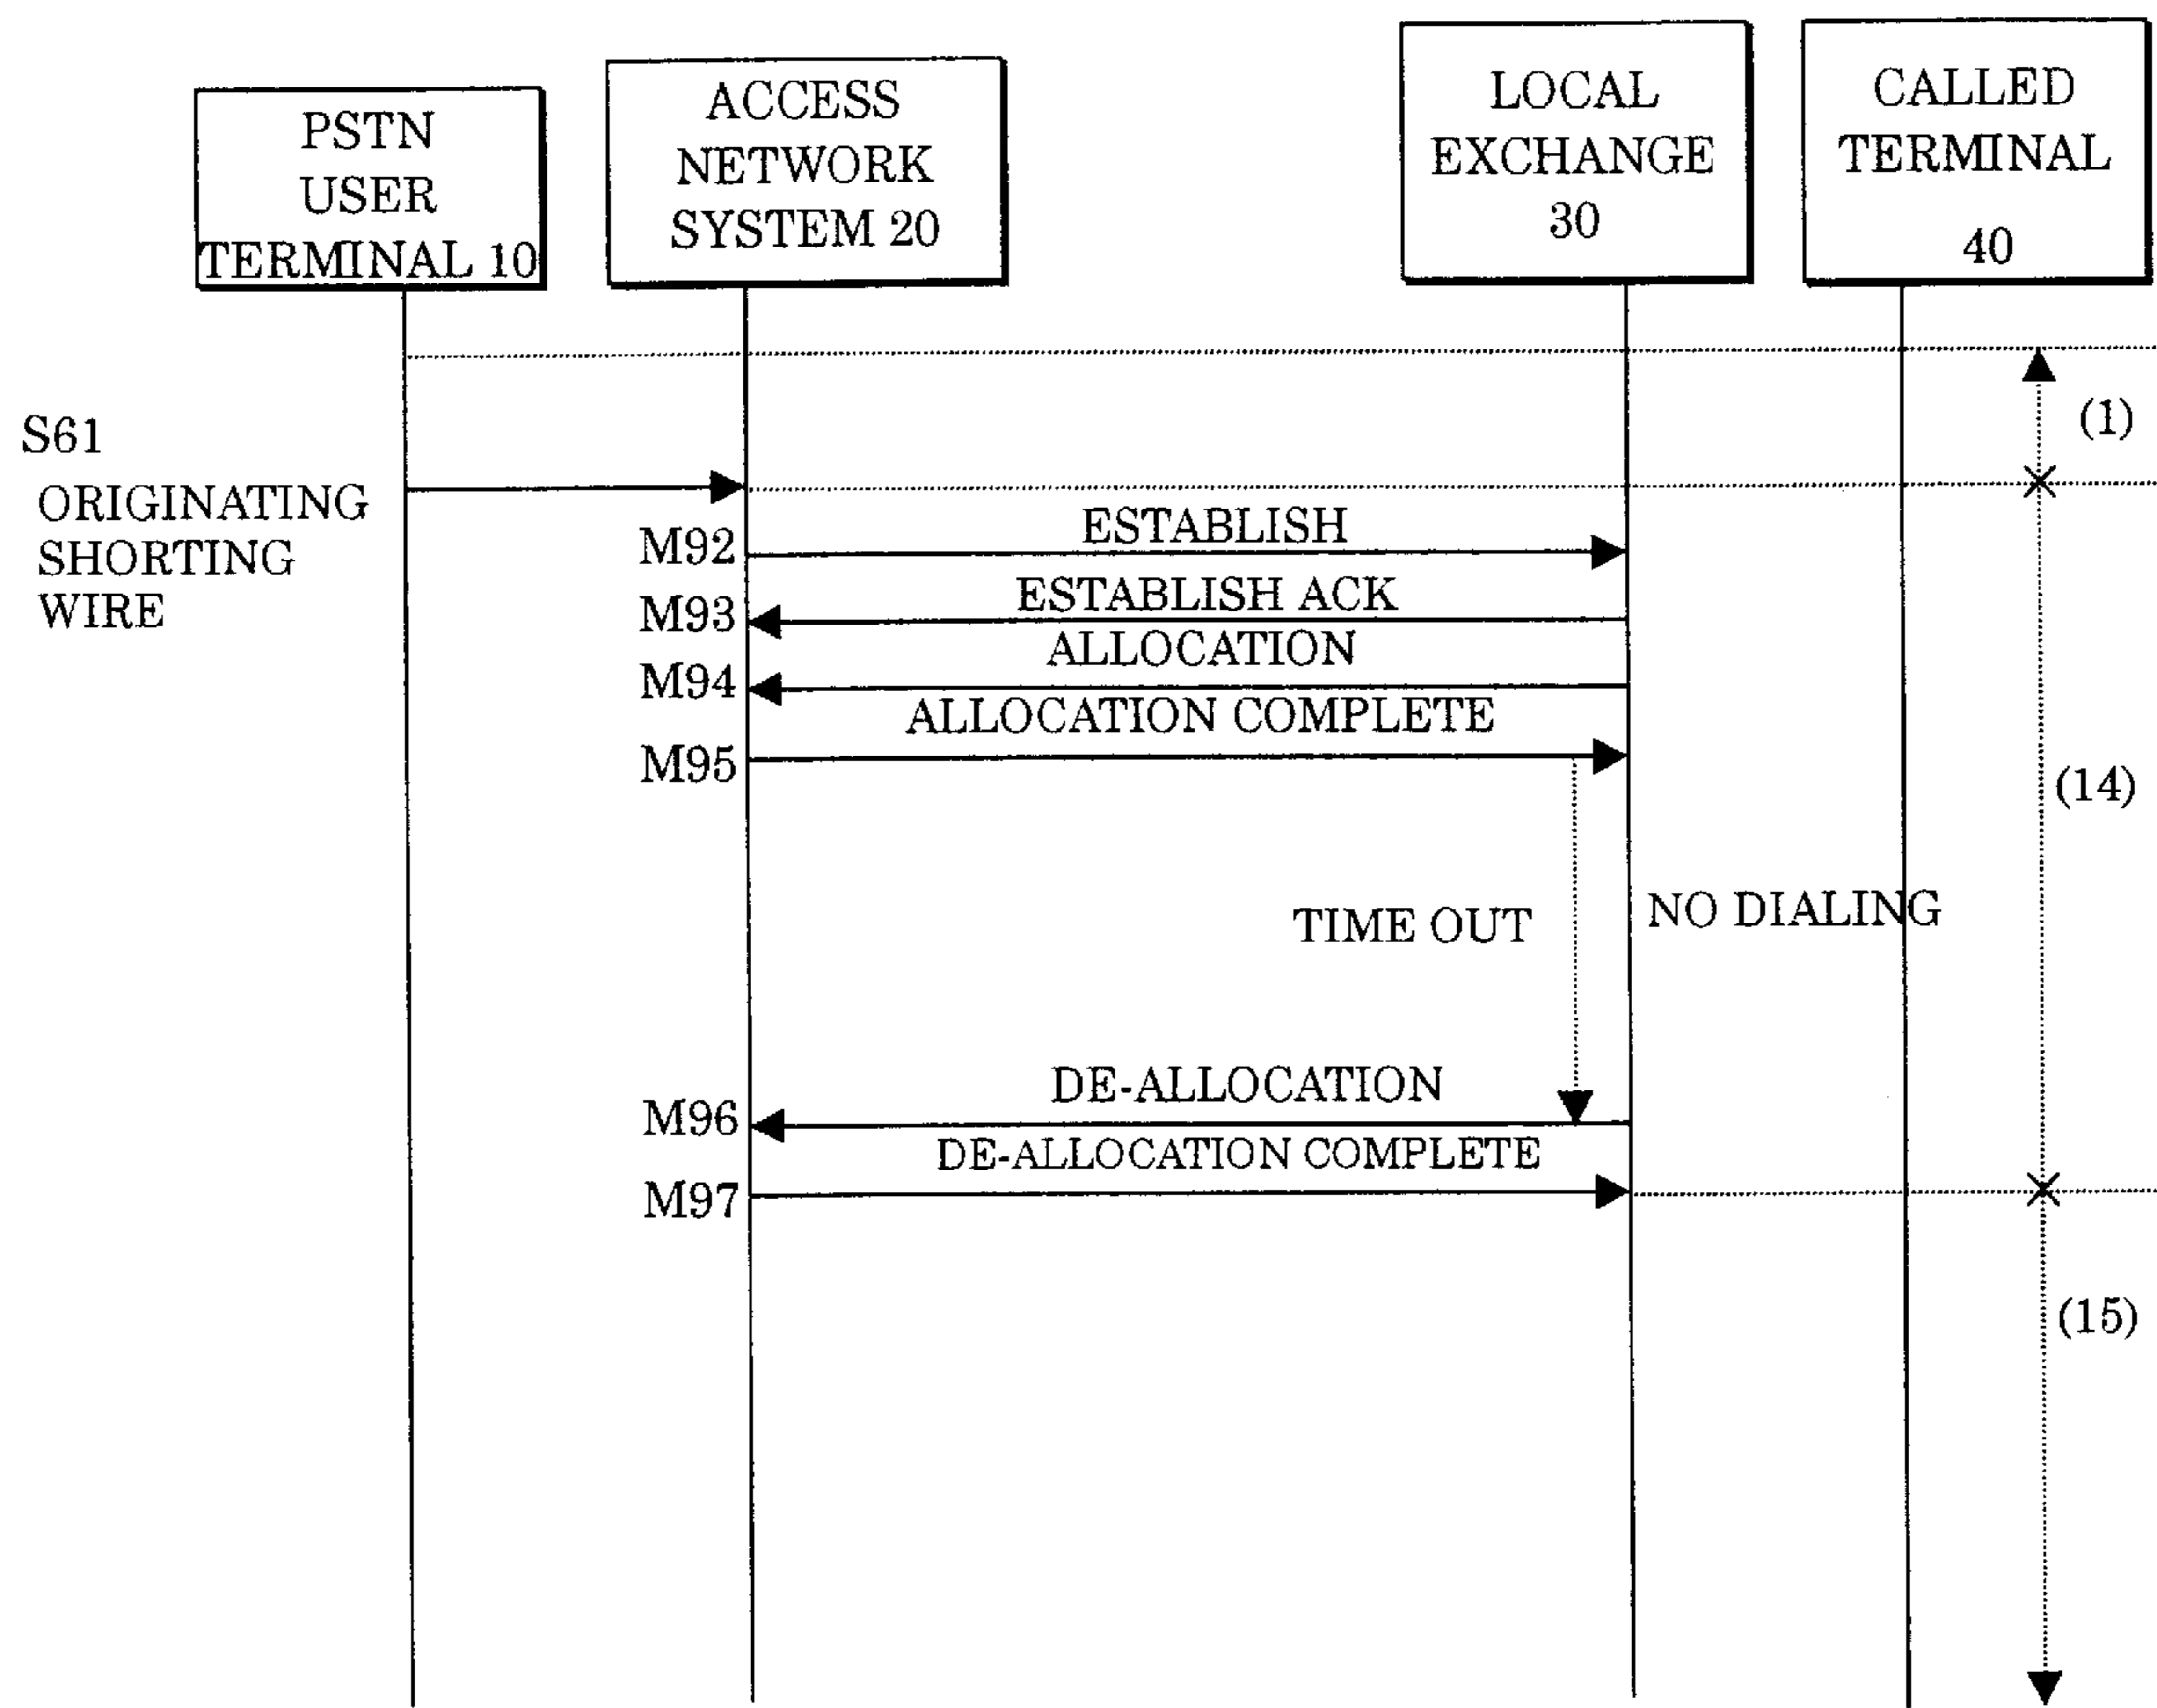 PSTN
USER
TERMINAL 10
ACCESS
NETWORK
SYSTEM 20
LOCAL
EXCHANGE
30
CALLED
TERMINAL
40
(1)
S61
ORIGINATING
SHORTING
WIRE
M92
ESTABLISH
M93
ESTABLISH ACK
M94
ALLOCATION
M95
ALLOCATION COMPLETE
(14)
TIME OUT
NO DIALING
M96
DE-ALLOCATION
M97
DE-ALLOCATION COMPLETE
(15)